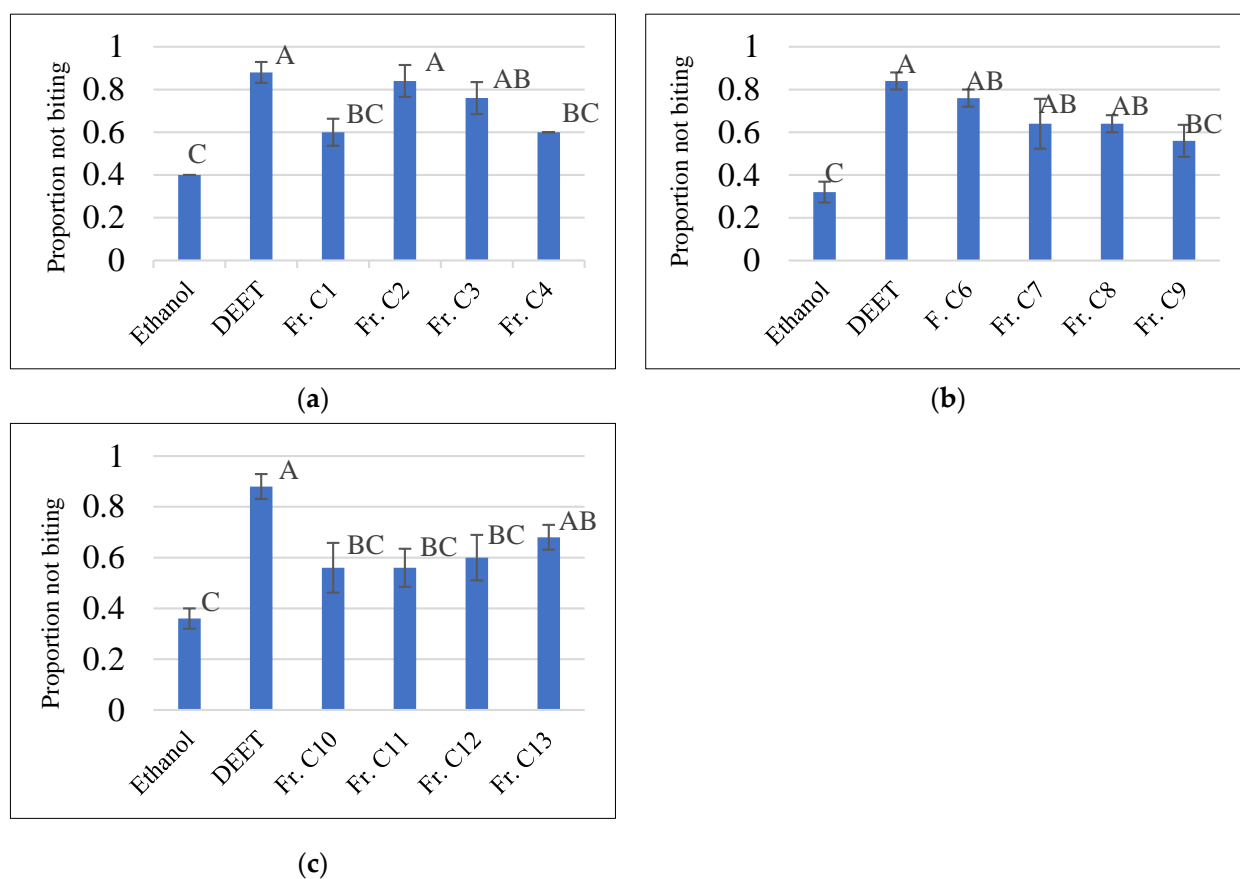 Proportion not biting
1
0.8
0.6
0.4
0.2
0
C
A
BC
A
AB
BC
Ethanol
DEET
Fr. C1
Fr. C2
Fr. C3
Fr. C4
(a)
Proportion not biting
1
0.8
0.6
0.4
0.2
0
C
A
AB
AB
AB
BC
Ethanol
DEET
F. C6
Fr. C7
Fr. C8
Fr. C9
(b)
Proportion not biting
1
0.8
0.6
0.4
0.2
0
C
A
BC
BC
BC
AB
Ethanol
DEET
Fr. C10
Fr. C11
Fr. C12
Fr. C13
(c)